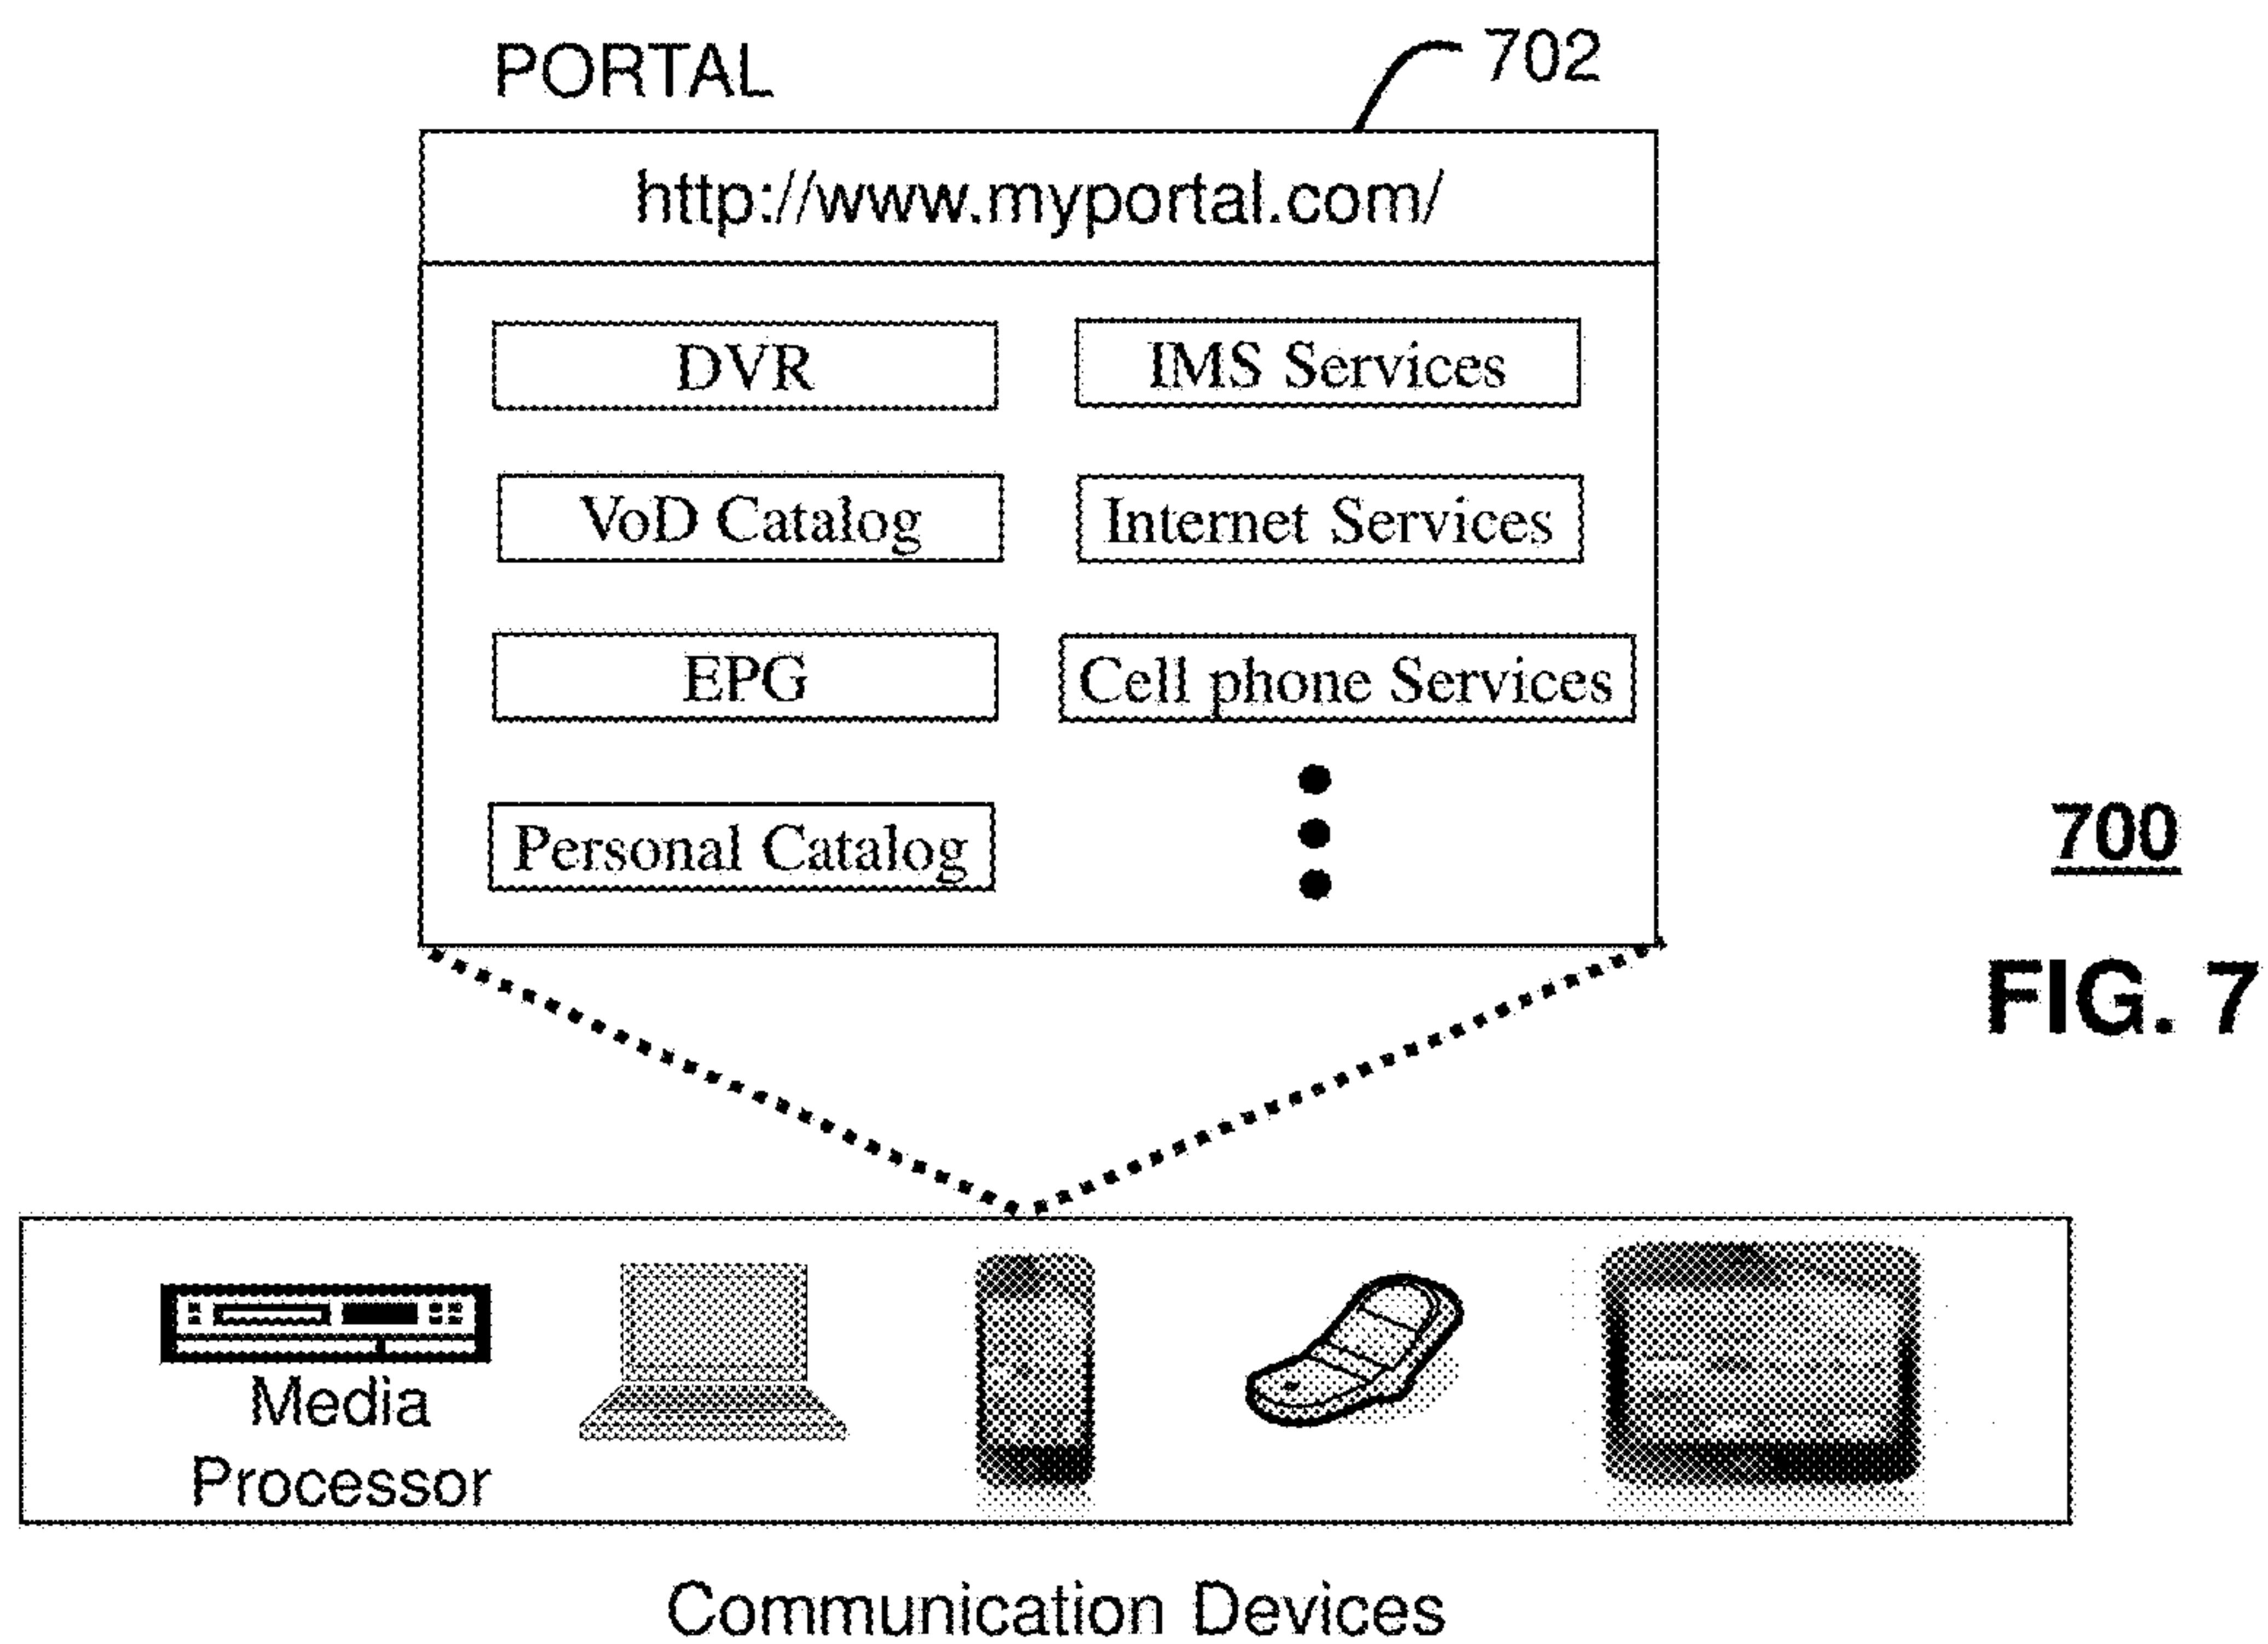 PORTAL
702
http://www.myportal.com/
DVR
IMS Services
VoD Catalog
Internet Services
EPG
Cell phone Services
Personal Catalog
700
FIG. 7
Media
Processor
Communication Devices